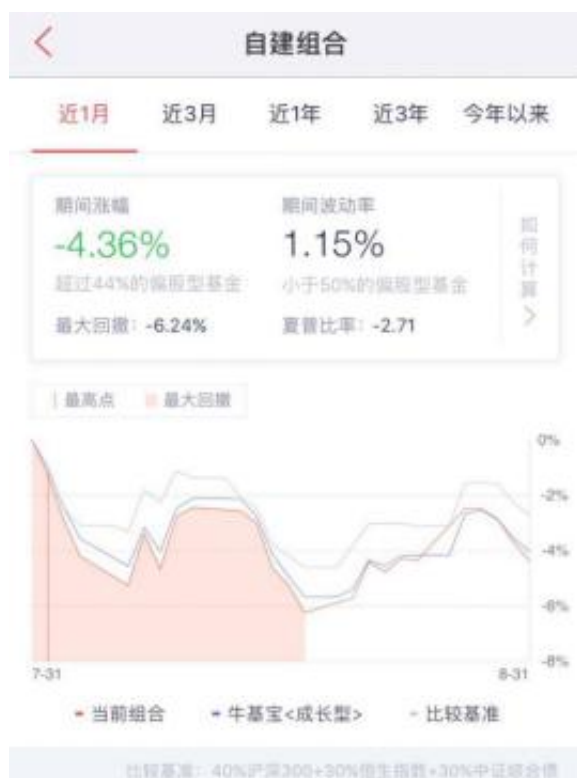 自建组合
近1月 近3月 近1年 近3年 今年以来
期间涨幅 期间波动率
-4.36% 1.15%
超过44%的偏股型基金 小于50%的偏股型基金
最大回撤：-6.24% 夏普比率：-2.71
如何计算 >
最高点 最大回撤
0%
-2%
-4%
-6%
-8%
7-31 8-31
当前组合 牛基宝<成长型> 比较基准
比较基准：40%沪深300+30%恒生指数+30%中证综合债